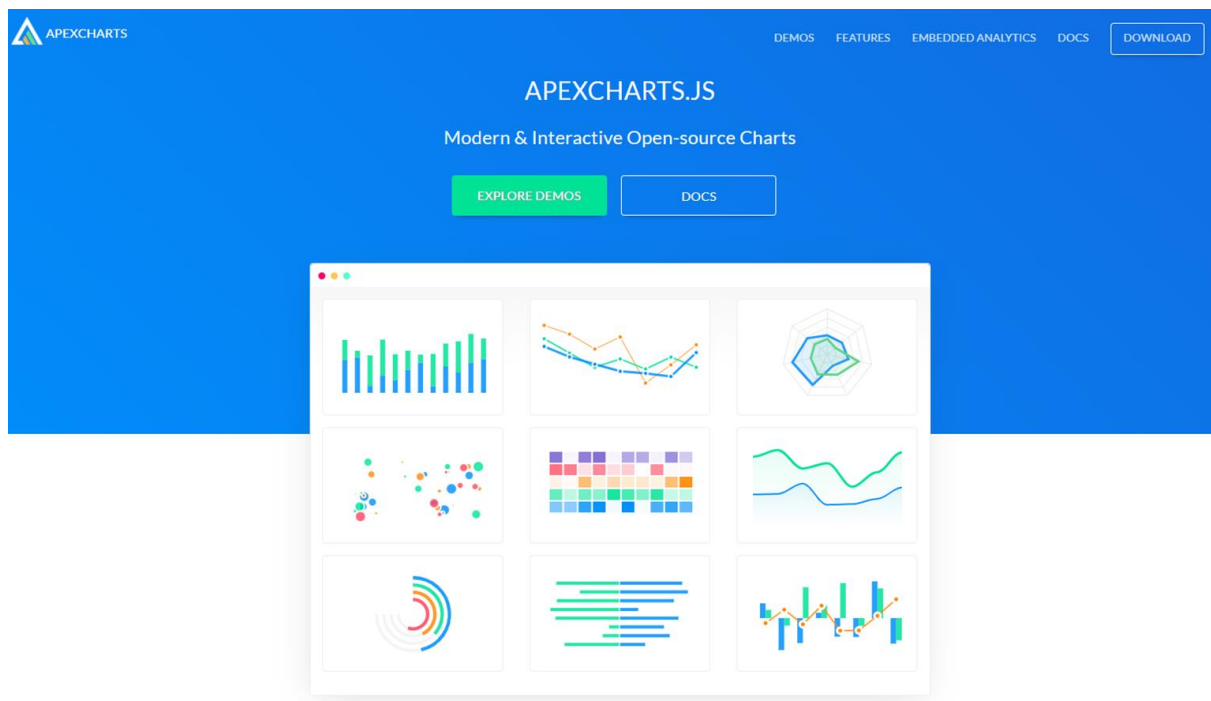 APEXCHARTS
DEMOS FEATURES EMBEDDED ANALYTICS DOCS DOWNLOAD
APEXCHARTS.JS
Modern & Interactive Open-source Charts
EXPLORE DEMOS DOCS